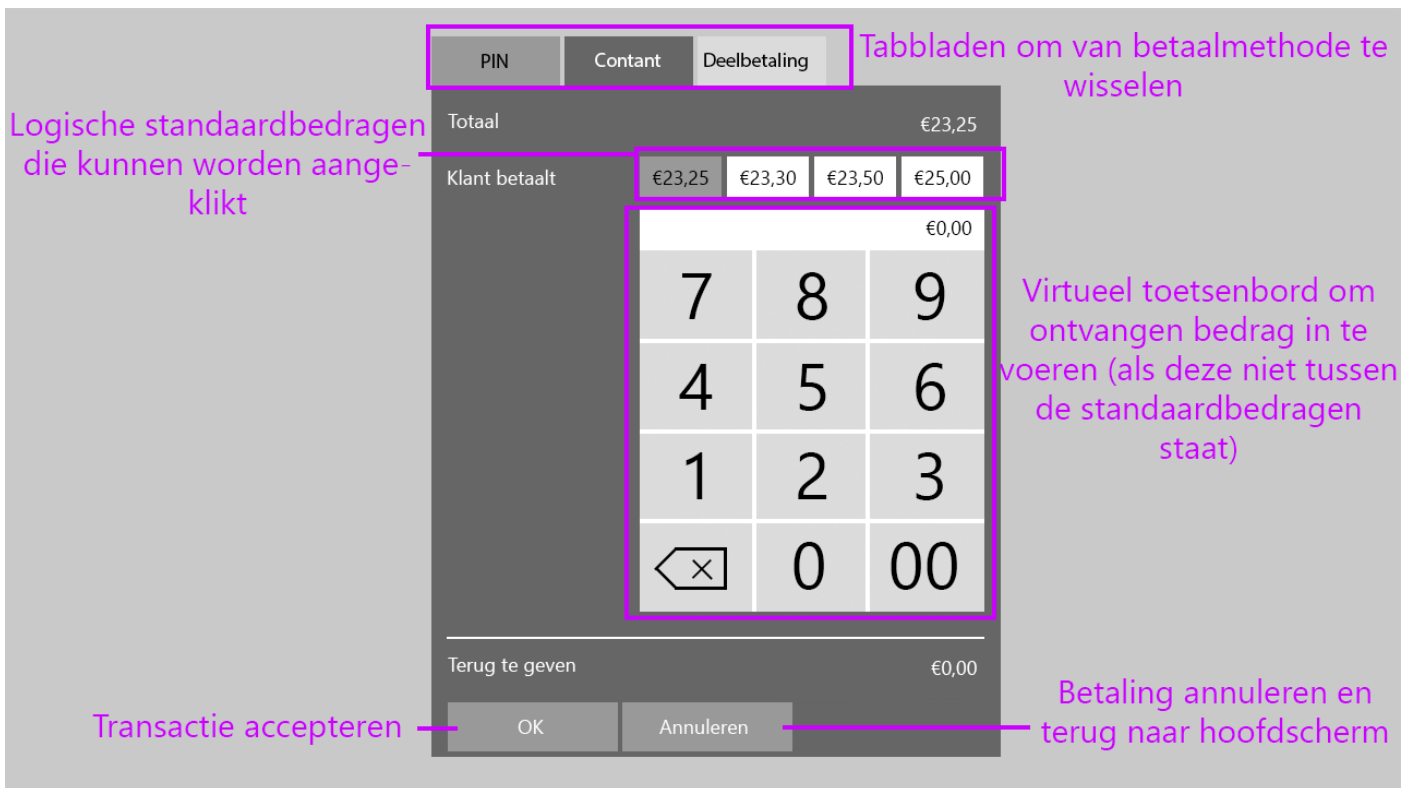 PIN
Contant
Deelbetaling
Tabbladen om van betaalmethode te
wisselen
Totaal
€23,25
Logische standaardbedragen
die kunnen worden aange-
klikt
Klant betaalt
€23,25
€23,30
€23,50
€25,00
€0,00
7
8
9
4
5
6
1
2
3
0
00
Virtueel toetsenbord om
ontvangen bedrag in te
voeren (als deze niet tussen
de standaardbedragen
staat)
Terug te geven
€0,00
Transactie accepteren
OK
Annuleren
Betaling annuleren en
terug naar hoofdscherm